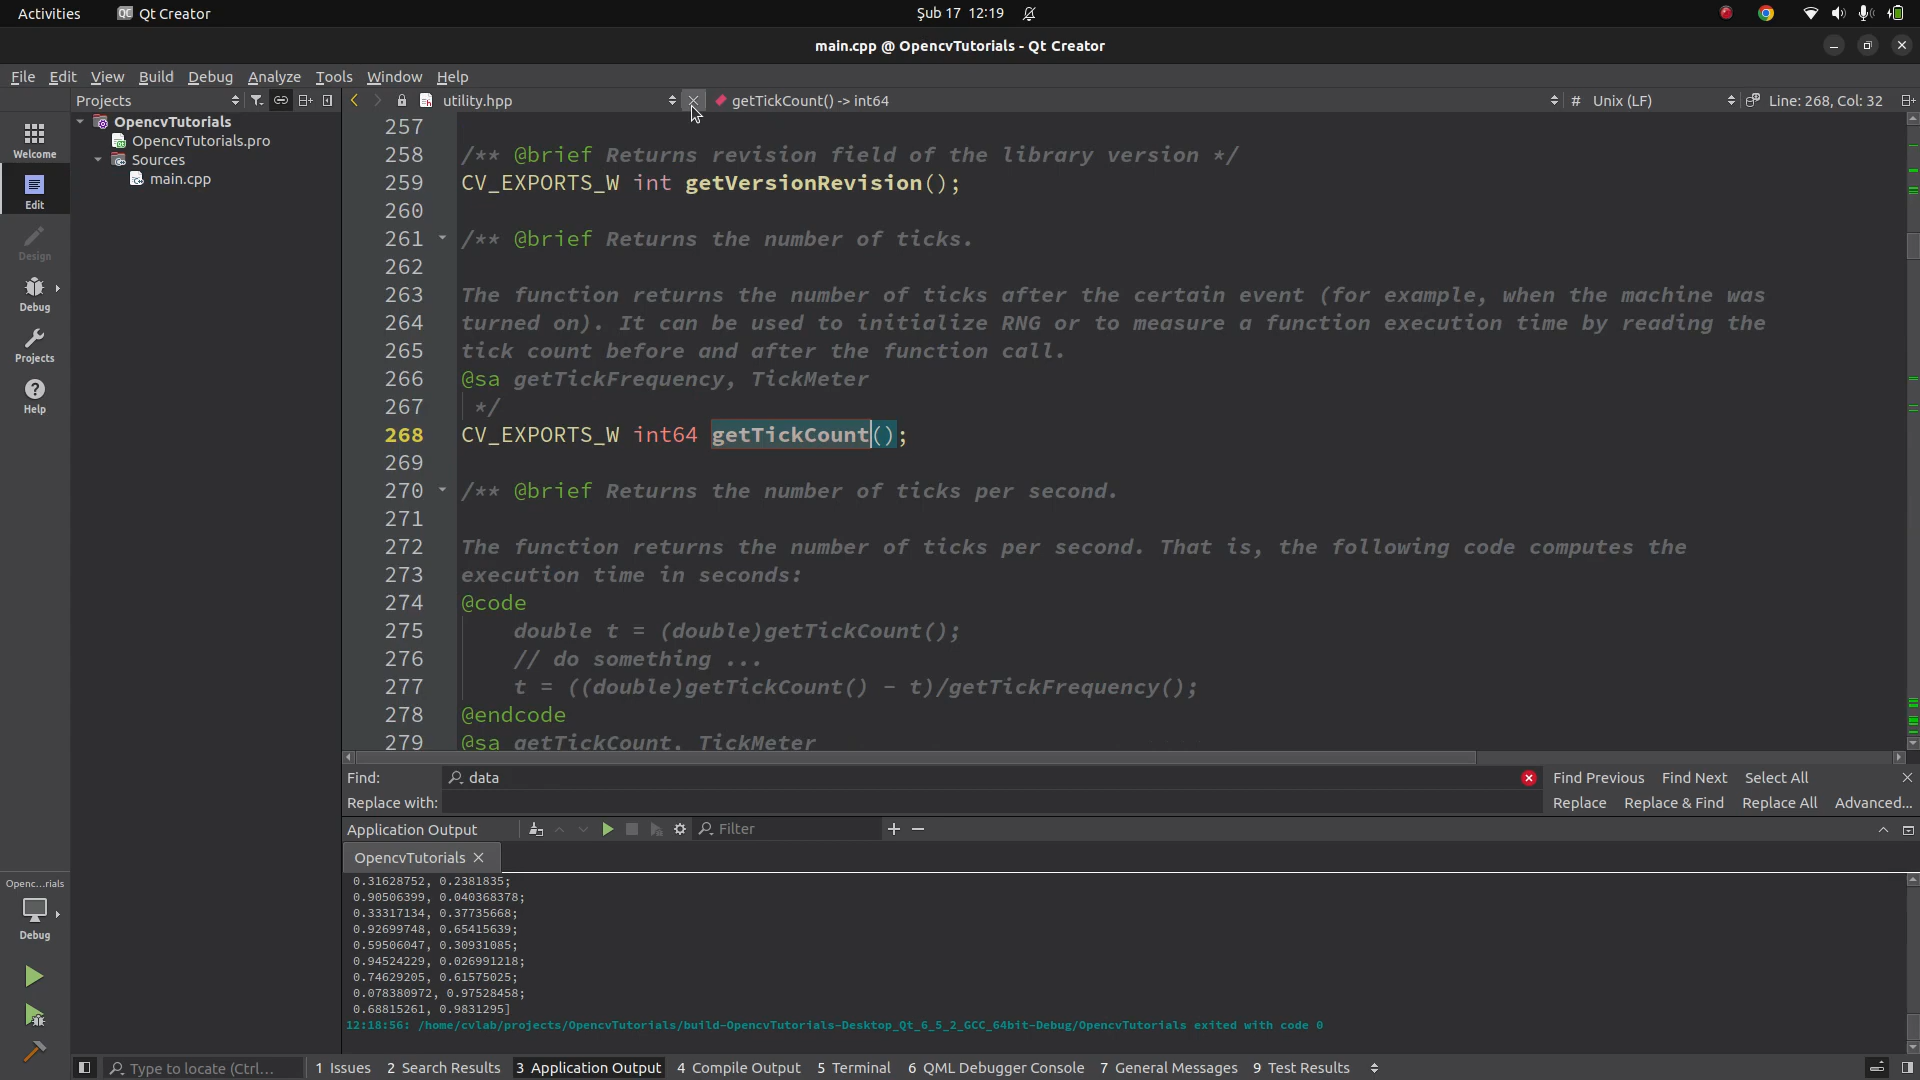 Activities
Qt Creator
Şub 17 12:19
main.cpp @ OpencvTutorials - Qt Creator
File Edit View Build Debug Analyze Tools Window Help
Projects
utility.hpp
getTickCount() -> int64
# Unix (LF)
Line: 268, Col: 32
Welcome
Edit
Design
Debug
Projects
Help
OpencvTutorials
OpencvTutorials.pro
Sources
main.cpp
257
258 /** @brief Returns revision field of the library version */
259 CV_EXPORTS_W int getVersionRevision();
260
261 /** @brief Returns the number of ticks.
262
263 The function returns the number of ticks after the certain event (for example, when the machine was
264 turned on). It can be used to initialize RNG or to measure a function execution time by reading the
265 tick count before and after the function call.
266 @sa getTickFrequency, TickMeter
267 */
268 CV_EXPORTS_W int64 getTickCount();
269
270 /** @brief Returns the number of ticks per second.
271
272 The function returns the number of ticks per second. That is, the following code computes the
273 execution time in seconds:
274 @code
275 double t = (double)getTickCount();
276 // do something ...
277 t = ((double)getTickCount() - t)/getTickFrequency();
278 @endcode
279 @sa getTickCount, TickMeter
Find: data
Find Previous Find Next Select All
Replace with:
Replace Replace & Find Replace All Advanced...
Application Output
Filter
OpencvTutorials
0.31628752, 0.2381835;
0.90506399, 0.040368378;
0.33317134, 0.37735668;
0.92699748, 0.65415639;
0.59506047, 0.30931085;
0.94524229, 0.026991218;
0.74629205, 0.61575025;
0.078380972, 0.97528458;
0.68815261, 0.9831295]
12:18:56: /home/cvlab/projects/OpencvTutorials/build-OpencvTutorials-Desktop_Qt_6_5_2_GCC_64bit-Debug/OpencvTutorials exited with code 0
Openc...rials
Debug
Type to locate (Ctrl...
1 Issues 2 Search Results 3 Application Output 4 Compile Output 5 Terminal 6 QML Debugger Console 7 General Messages 9 Test Results